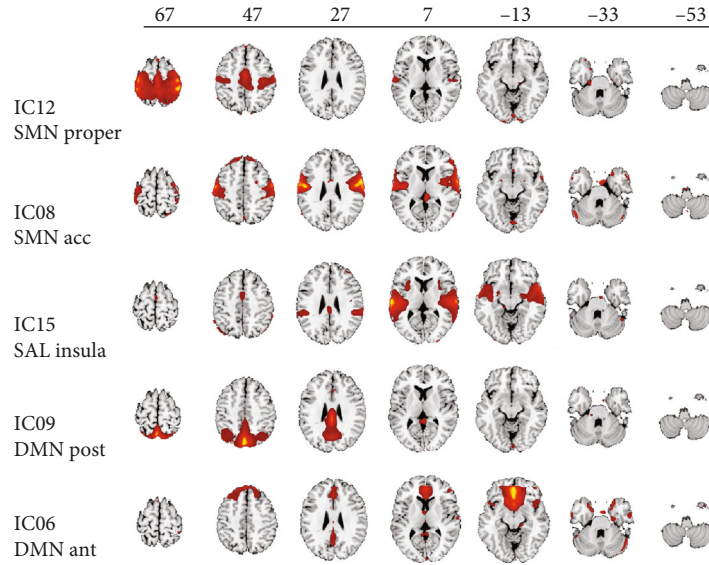 67 47 27 7 –13 –33 –53
IC12
SMN proper
IC08
SMN acc
IC15
SAL insula
IC09
DMN post
IC06
DMN ant